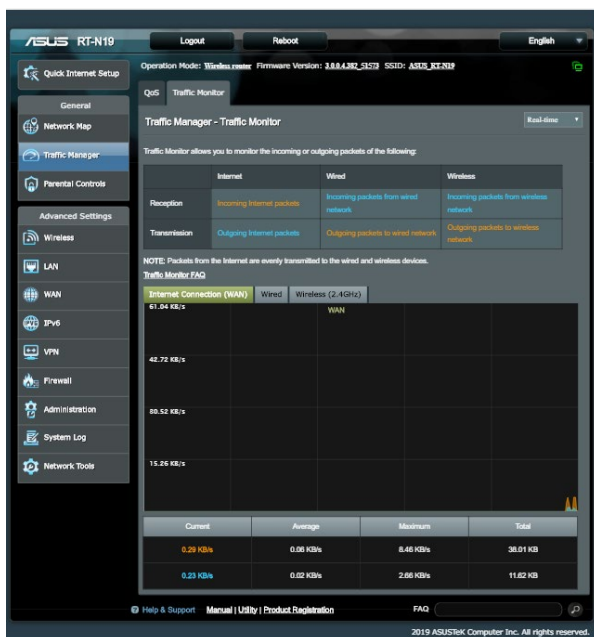 ASUS RT-N19
Logout
Reboot
English
Quick Internet Setup
General
Network Map
Traffic Manager
Parental Controls
Advanced Settings
Wireless
LAN
WAN
IPv6
VPN
Firewall
Administration
System Log
Network Tools
Operation Mode: Wireless router Firmware Version: 3.0.0.4.382_51573 SSID: ASUS_RT-N19
QoS Traffic Monitor
Traffic Manager - Traffic Monitor
Real-time
Traffic Monitor allows you to monitor the incoming or outgoing packets of the following:
Internet Wired Wireless
Reception Incoming Internet packets Incoming packets from wired network Incoming packets from wireless network
Transmission Outgoing Internet packets Outgoing packets to wired network Outgoing packets to wireless network
NOTE: Packets from the Internet are evenly transmitted to the wired and wireless devices.
Traffic Monitor FAQ
Internet Connection (WAN) Wired Wireless (2.4GHz)
61.04 KB/s
WAN
42.72 KB/s
80.52 KB/s
15.26 KB/s
Current Average Maximum Total
0.29 KB/s 0.06 KB/s 8.46 KB/s 38.01 KB
0.23 KB/s 0.02 KB/s 2.66 KB/s 11.62 KB
Help & Support Manual | Utility | Product Registration FAQ
2019 ASUSTeK Computer Inc. All rights reserved.